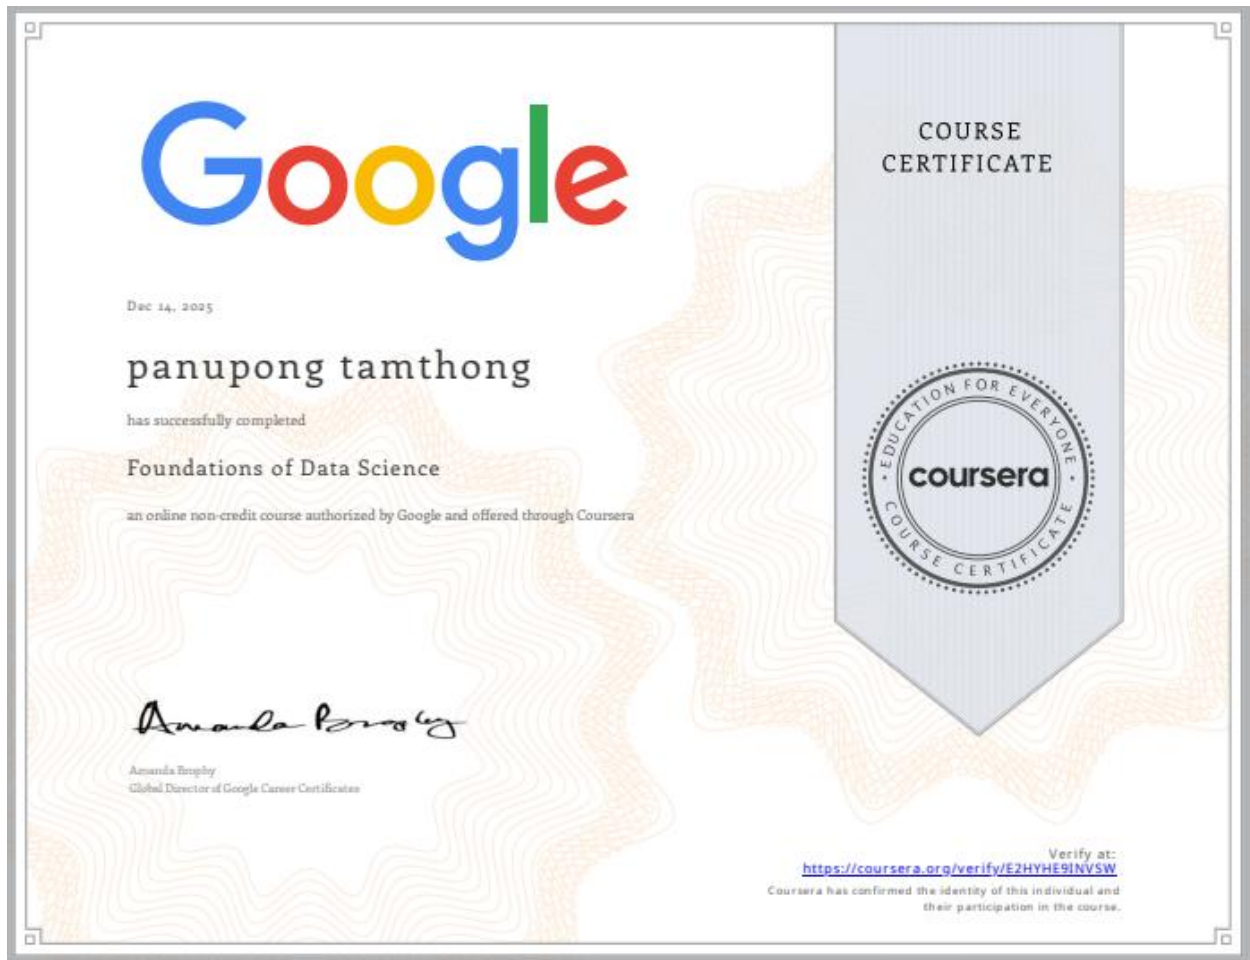 Google
COURSE
CERTIFICATE
Dec 14, 2025
panupong tamthong
has successfully completed
Foundations of Data Science
an online non-credit course authorized by Google and offered through Coursera
EDUCATION FOR EVERYONE
coursera
COURSE CERTIFICATE
Amanda Brophy
Amanda Brophy
Global Director of Google Career Certificates
Verify at:
https://coursera.org/verify/E2HYHE9INVSW
Coursera has confirmed the identity of this individual and
their participation in the course.